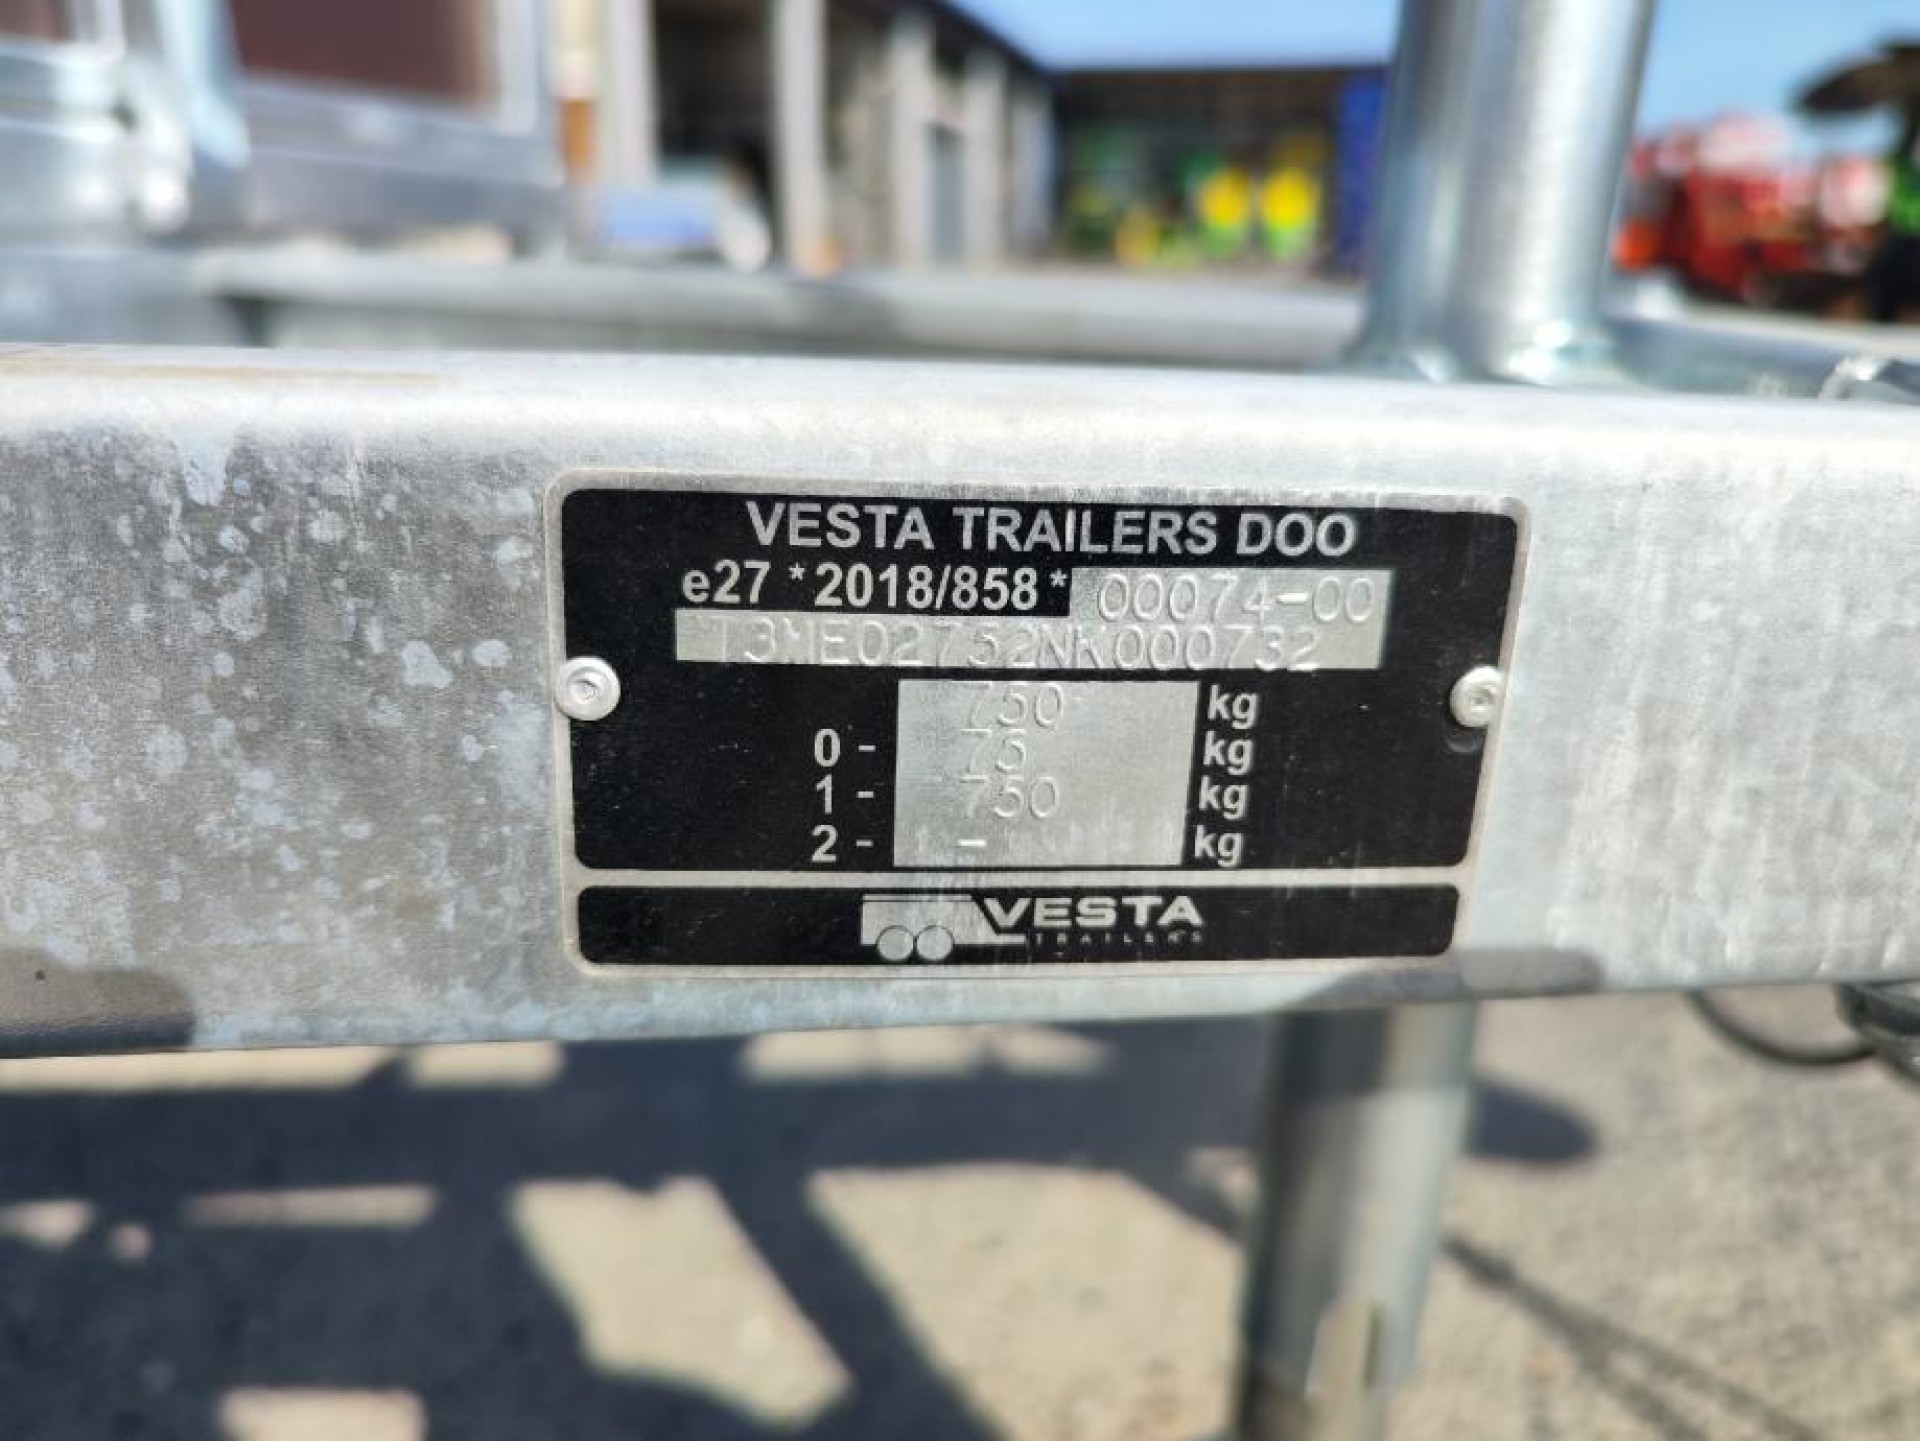 VESTA TRAILERS DOO
e27 *2018/858* 00074-00
T3ME02752NK000732
750 kg
0- 75 kg
1- 750 kg
2- - kg
VESTA
TRAILERS